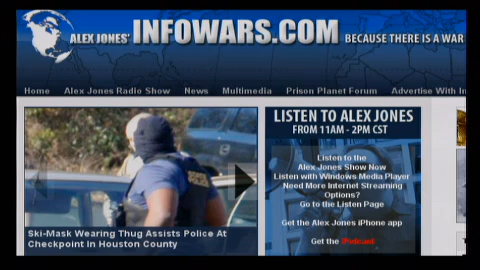 ALEX JONES' INFOWARS.COM BECAUSE THERE IS A WAR
Home Alex Jones Radio Show News Multimedia Prison Planet Forum Advertise With In
Ski-Mask Wearing Thug Assists Police At
Checkpoint In Houston County
LISTEN TO ALEX JONES
FROM 11AM - 2PM CST
Listen to the
Alex Jones Show Now
Listen with Windows Media Player
Need More Internet Streaming
Options?
Go to the Listen Page
Get the Alex Jones iPhone app
Get the iPodcast